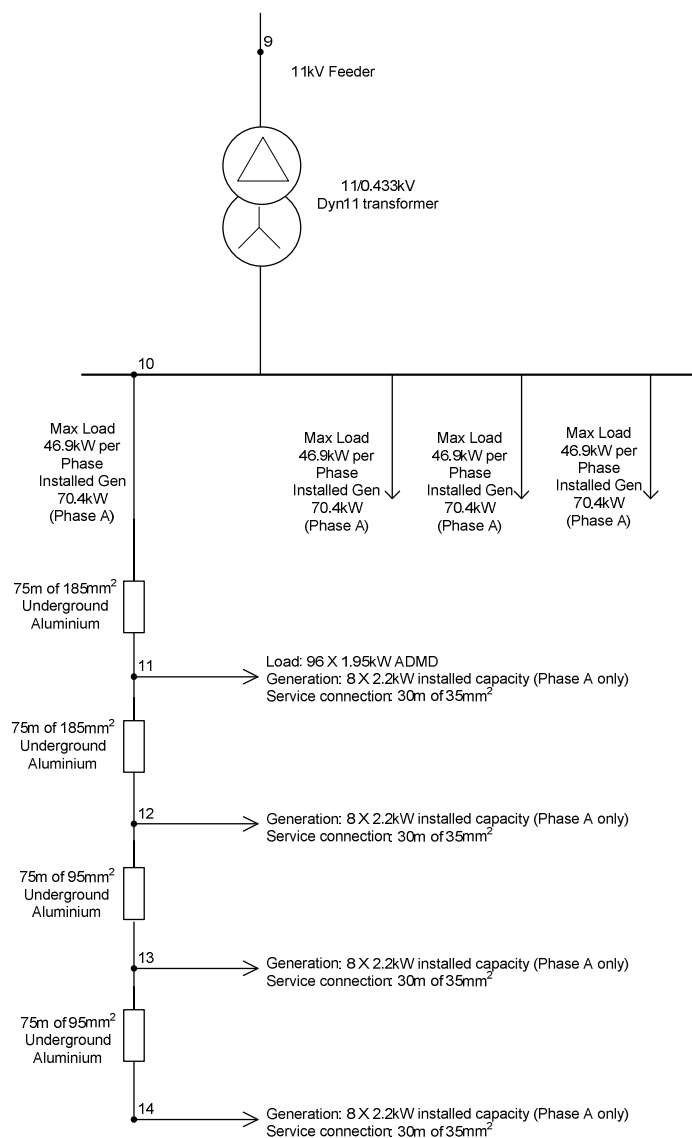 9
11kV Feeder
11/0.433kV
Dyn11 transformer
10
Max Load
46.9kW per
Phase
Installed Gen
70.4kW
(Phase A)
Max Load
46.9kW per
Phase
Installed Gen
70.4kW
(Phase A)
Max Load
46.9kW per
Phase
Installed Gen
70.4kW
(Phase A)
Max Load
46.9kW per
Phase
Installed Gen
70.4kW
(Phase A)
75m of 185mm²
Underground
Aluminium
11
Load: 96 X 1.95kW ADMD
Generation: 8 X 2.2kW installed capacity (Phase A only)
Service connection: 30m of 35mm²
75m of 185mm²
Underground
Aluminium
12
Generation: 8 X 2.2kW installed capacity (Phase A only)
Service connection: 30m of 35mm²
75m of 95mm²
Underground
Aluminium
13
Generation: 8 X 2.2kW installed capacity (Phase A only)
Service connection: 30m of 35mm²
75m of 95mm²
Underground
Aluminium
14
Generation: 8 X 2.2kW installed capacity (Phase A only)
Service connection: 30m of 35mm²